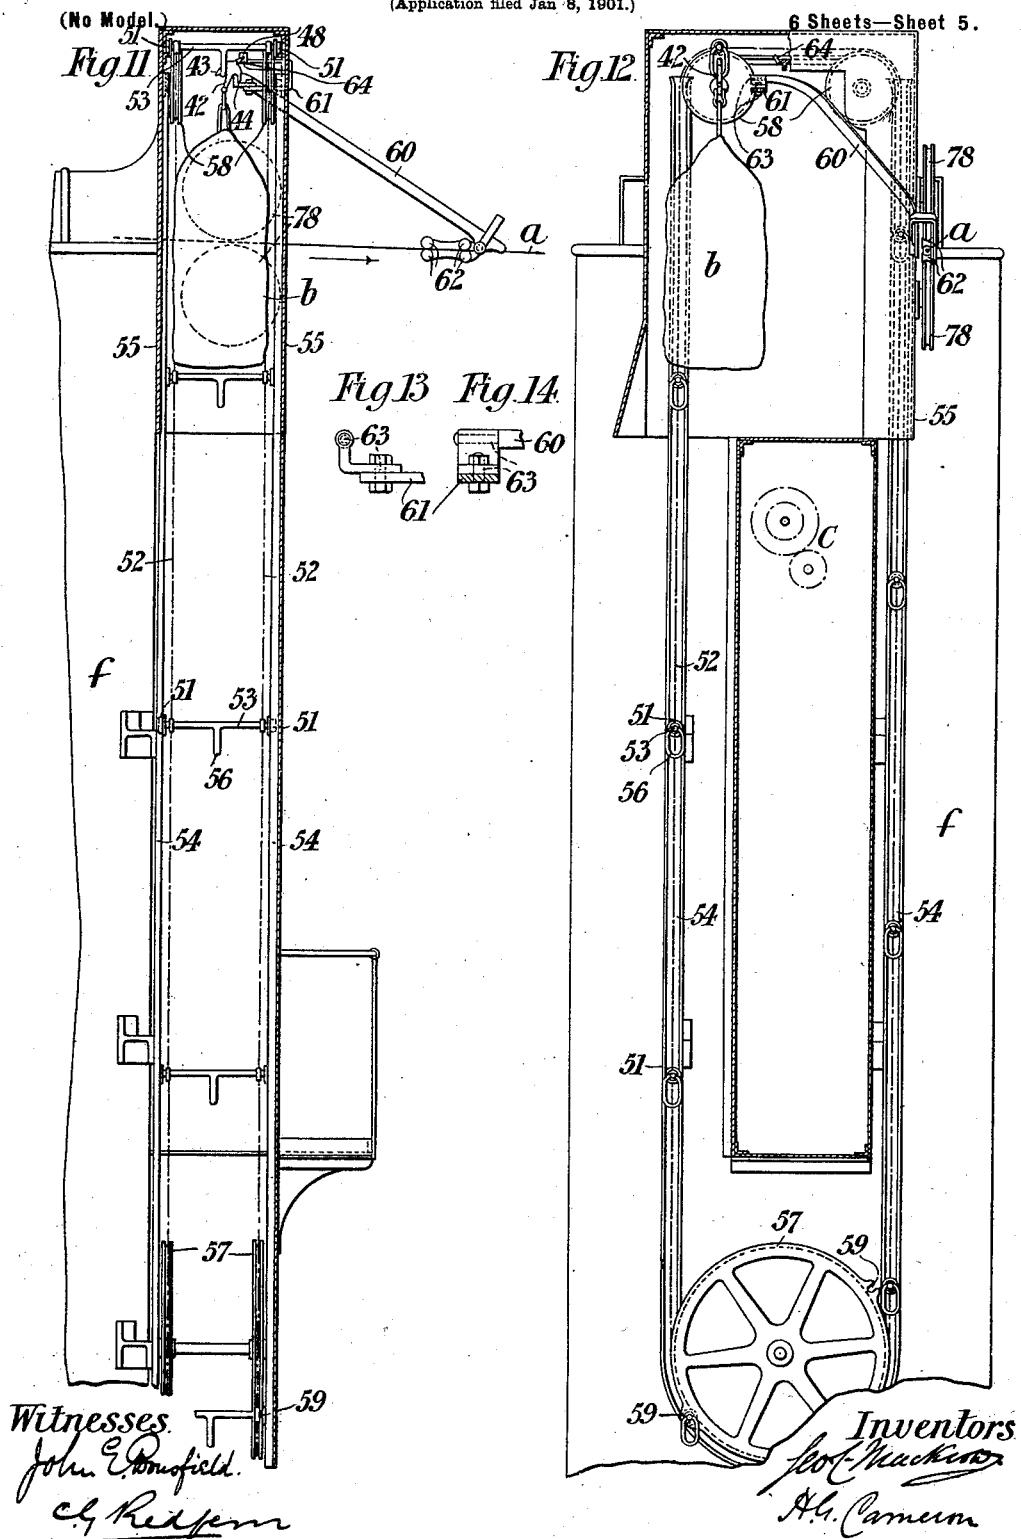 (Application filed Jan 8, 1901.)
(No Model.)
6 Sheets—Sheet 5.
Fig. 11
51
48
51
43
64
53
42
44
61
58
60
78
a
62
b
55
55
Fig. 12
42
64
61
58
63
60
78
a
62
b
78
55
Fig. 13
63
61
Fig. 14
60
63
52
52
C
f
51
53
51
56
54
54
52
51
53
56
f
54
54
51
57
59
57
59
59
Witnesses.
John E. Bousfield.
C G Redfern
Inventors
H. G. Cameron